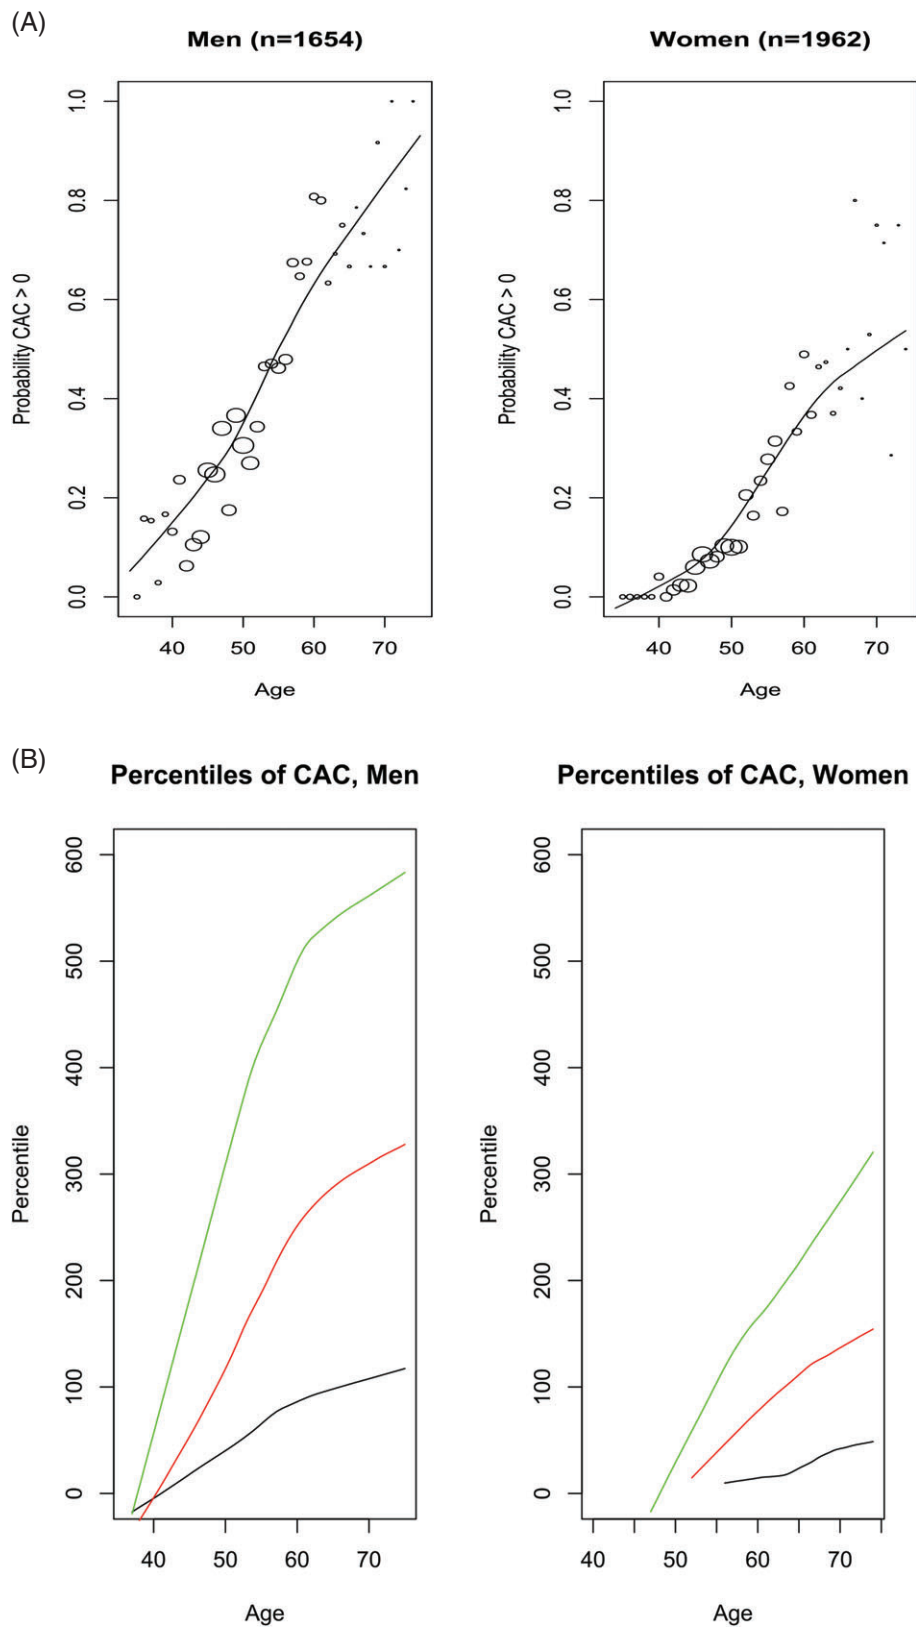 (A)
Men (n=1654)
Women (n=1962)
Probability CAC > 0
1.0
0.8
0.6
0.4
0.2
0.0
40 50 60 70
Age
Probability CAC > 0
1.0
0.8
0.6
0.4
0.2
0.0
40 50 60 70
Age
(B)
Percentiles of CAC, Men
Percentiles of CAC, Women
Percentile
600
500
400
300
200
100
0
40 50 60 70
Age
Percentile
600
500
400
300
200
100
0
40 50 60 70
Age